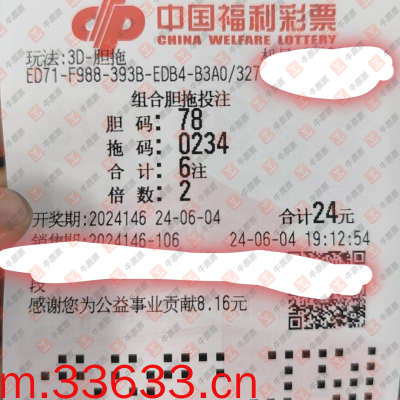 中国福利彩票
CHINA WELFARE LOTTERY
玩法:3D-胆拖
ED71-F988-393B-EDB4-B3A0/327
组合胆拖投注
胆 码: 78
拖 码: 0234
合 计: 6注
倍 数: 2
开奖期:2024146 24-06-04 合计24元
销售期:2024146-106 24-06-04 19:12:54
段
感谢您为公益事业贡献8.16元
m.33633.cn